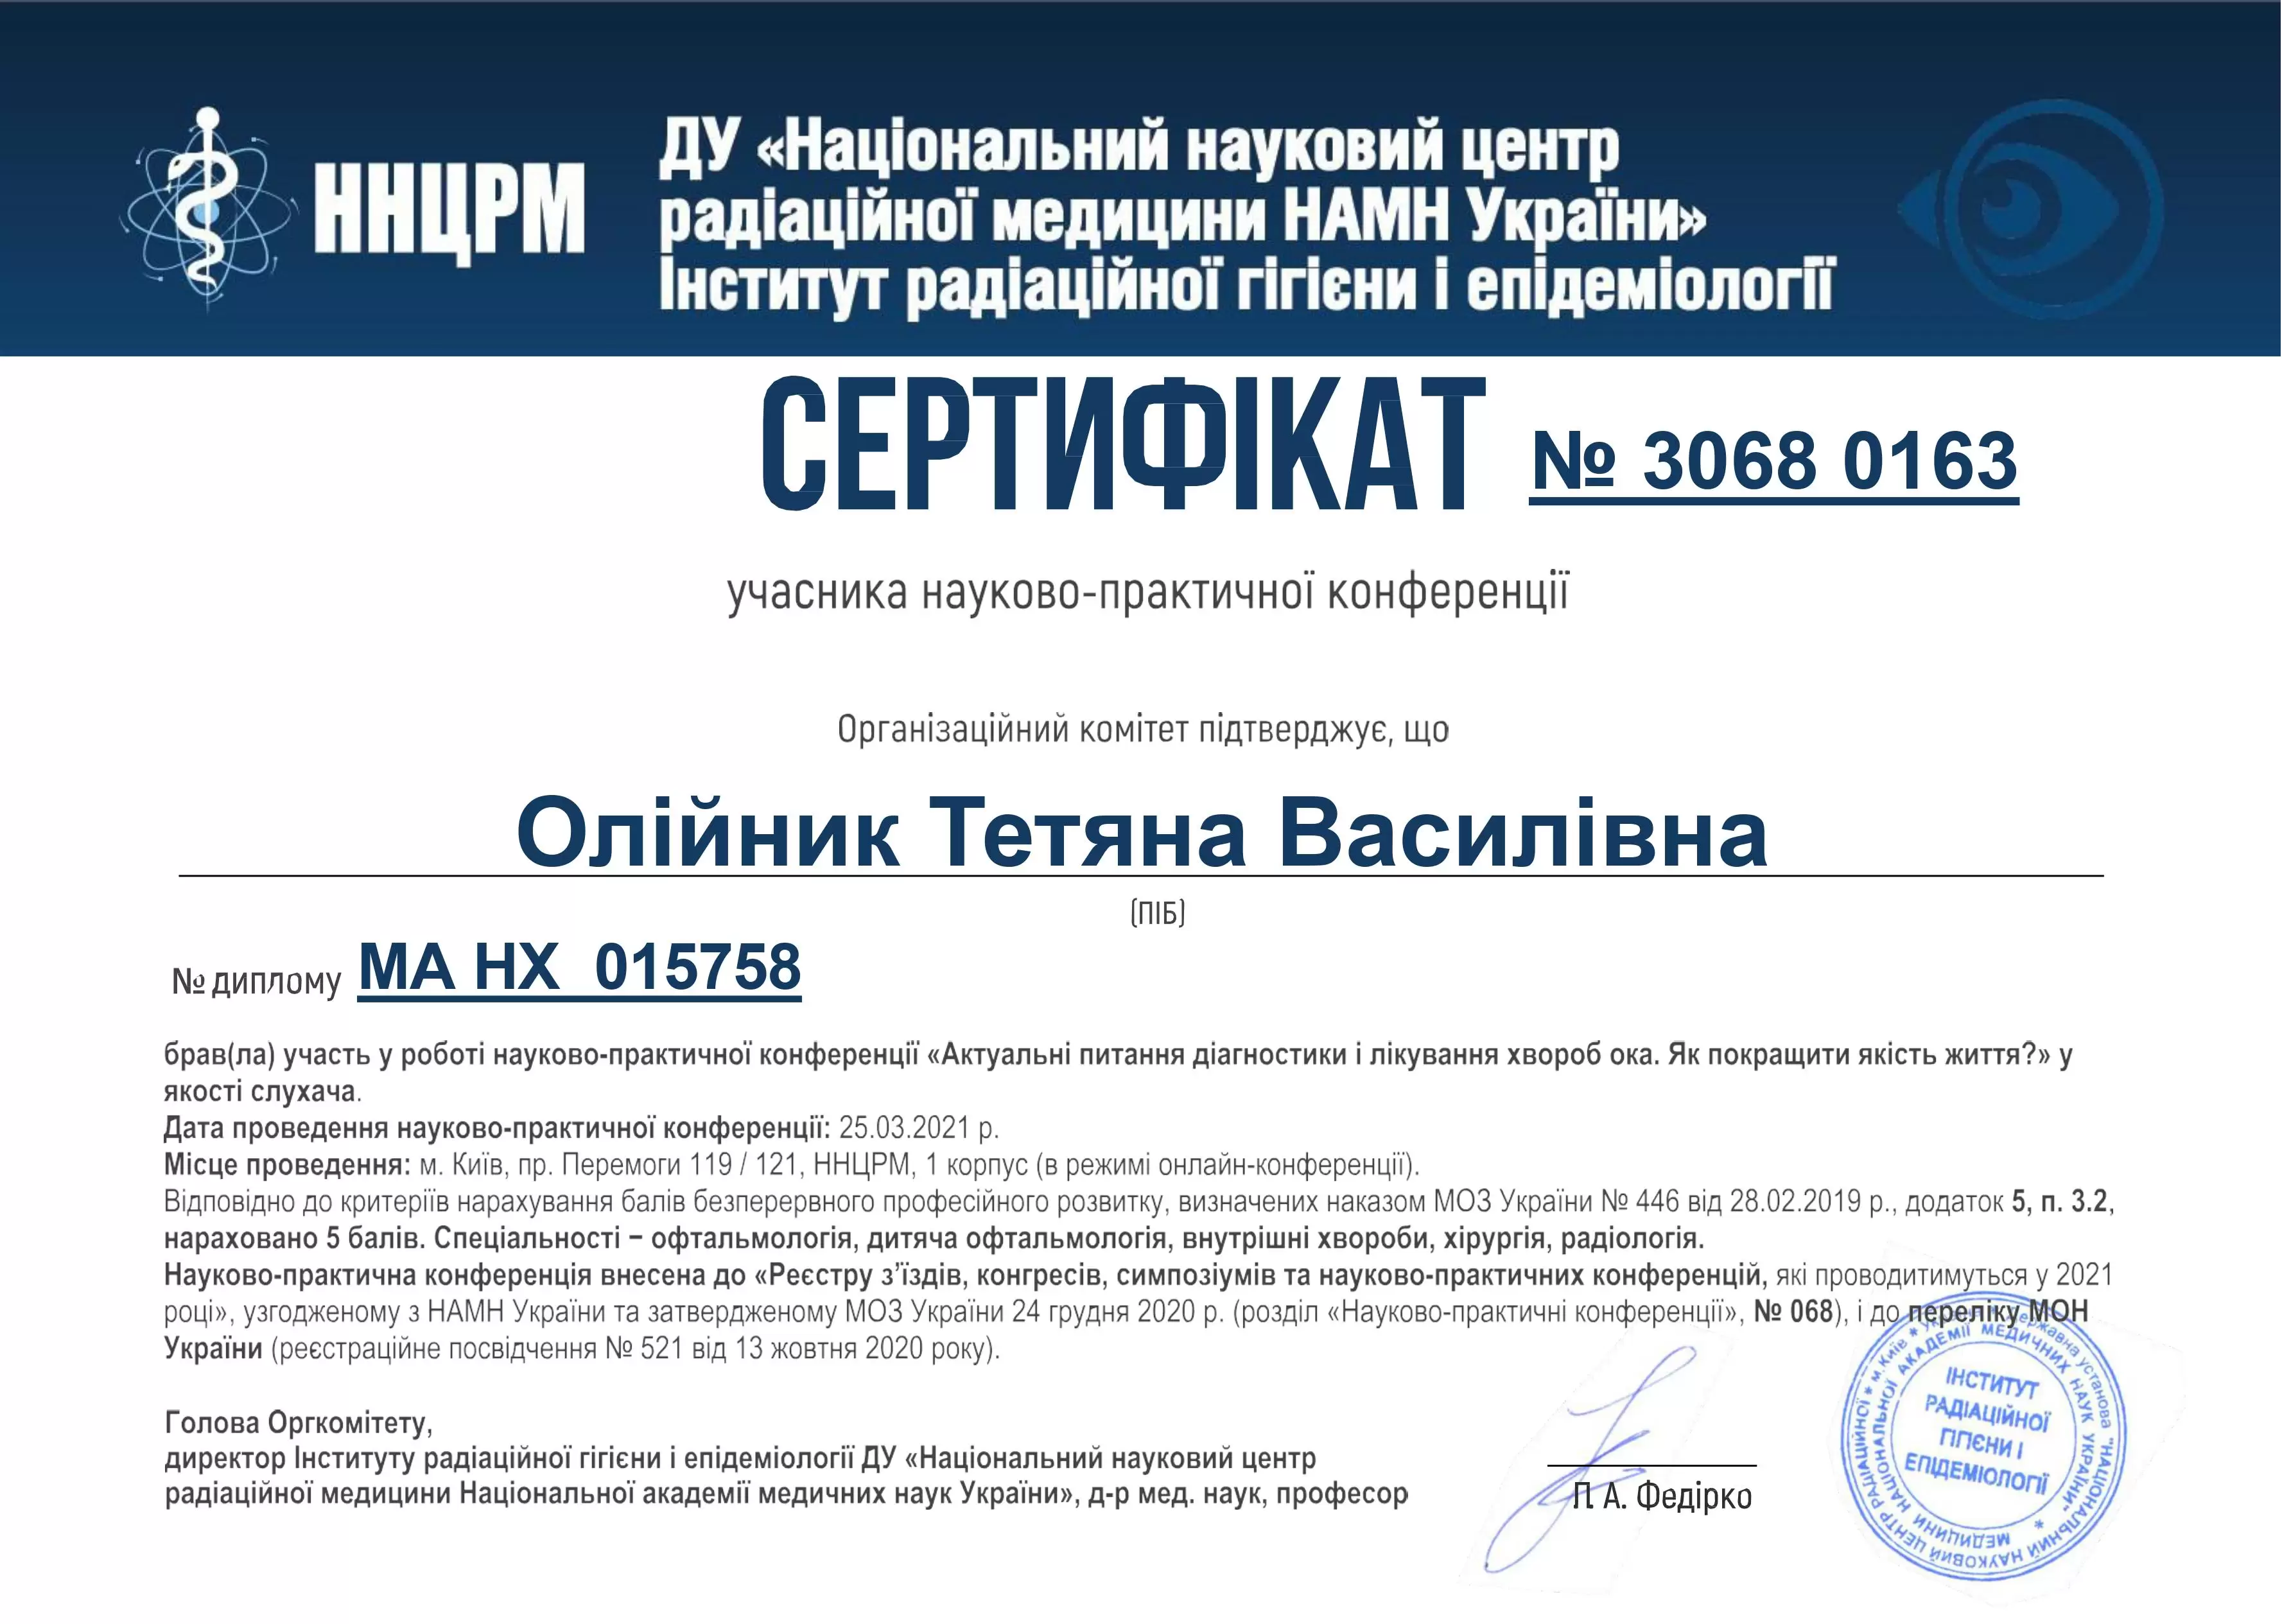 ННЦРМ
ДУ «Національний науковий центр
радіаційної медицини НАМН України»
Інститут радіаційної гігієни і епідеміології
СЕРТИФІКАТ № 3068 0163
учасника науково-практичної конференції
Організаційний комітет підтверджує, що
Олійник Тетяна Василівна
(ПІБ)
№ диплому МА НХ 015758
брав(ла) участь у роботі науково-практичної конференції «Актуальні питання діагностики і лікування хвороб ока. Як покращити якість життя?» у
якості слухача.
Дата проведення науково-практичної конференції: 25.03.2021 р.
Місце проведення: м. Київ, пр. Перемоги 119 / 121, ННЦРМ, 1 корпус (в режимі онлайн-конференції).
Відповідно до критеріїв нарахування балів безперервного професійного розвитку, визначених наказом МОЗ України № 446 від 28.02.2019 р., додаток 5, п. 3.2,
нараховано 5 балів. Спеціальності – офтальмологія, дитяча офтальмологія, внутрішні хвороби, хірургія, радіологія.
Науково-практична конференція внесена до «Реєстру з’їздів, конгресів, симпозіумів та науково-практичних конференцій, які проводитимуться у 2021
році», узгодженому з НАМН України та затвердженому МОЗ України 24 грудня 2020 р. (розділ «Науково-практичні конференції», № 068), і до переліку МОН
України (реєстраційне посвідчення № 521 від 13 жовтня 2020 року).
Голова Оргкомітету,
директор Інституту радіаційної гігієни і епідеміології ДУ «Національний науковий центр
радіаційної медицини Національної академії медичних наук України», д-р мед. наук, професор
П. А. Федірко
* м.Київ * Україна * Державна установа "НАЦІОНАЛЬНИЙ НАУКОВИЙ ЦЕНТР РАДІАЦІЙНОЇ
МЕДИЦИНИ НАЦІОНАЛЬНОЇ АКАДЕМІЇ МЕДИЧНИХ НАУК УКРАЇНИ" *
ІНСТИТУТ
РАДІАЦІЙНОЇ
ГІГІЄНИ І
ЕПІДЕМІОЛОГІЇ